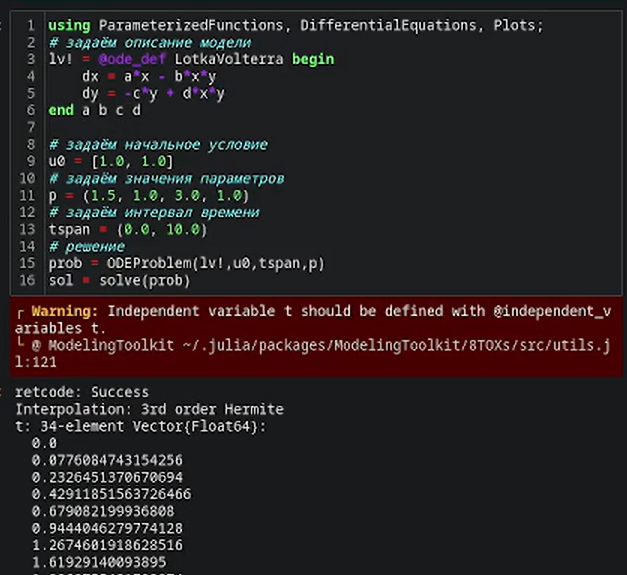 1 using ParameterizedFunctions, DifferentialEquations, Plots;
2 # задаём описание модели
3 lv! = @ode_def LotkaVolterra begin
4 dx = a*x - b*x*y
5 dy = -c*y + d*x*y
6 end a b c d
7
8 # задаём начальное условие
9 u0 = [1.0, 1.0]
10 # задаём значения параметров
11 p = (1.5, 1.0, 3.0, 1.0)
12 # задаём интервал времени
13 tspan = (0.0, 10.0)
14 # решение
15 prob = ODEProblem(lv!,u0,tspan,p)
16 sol = solve(prob)
┌ Warning: Independent variable t should be defined with @independent_v
ariables t.
└ @ ModelingToolkit ~/.julia/packages/ModelingToolkit/8TOXs/src/utils.j
l:121
retcode: Success
Interpolation: 3rd order Hermite
t: 34-element Vector{Float64}:
0.0
0.0776084743154256
0.2326451370670694
0.42911851563726466
0.679082199936808
0.9444046279774128
1.2674601918628516
1.61929140093895